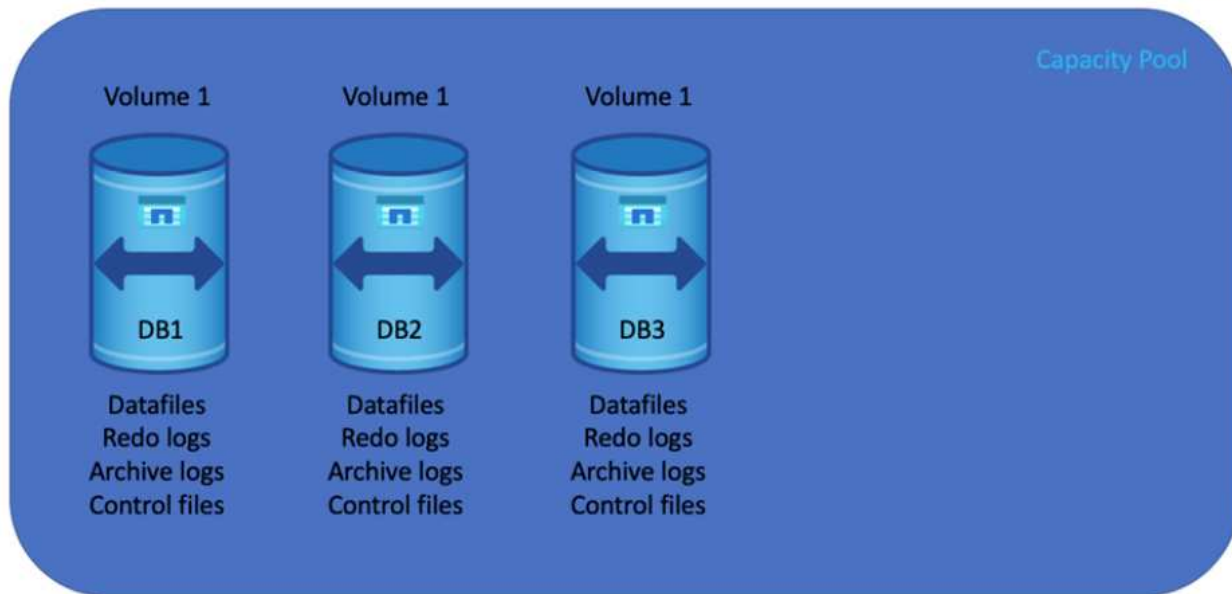 Capacity Pool
Volume 1
Volume 1
Volume 1
DB1
DB2
DB3
Datafiles
Redo logs
Archive logs
Control files
Datafiles
Redo logs
Archive logs
Control files
Datafiles
Redo logs
Archive logs
Control files